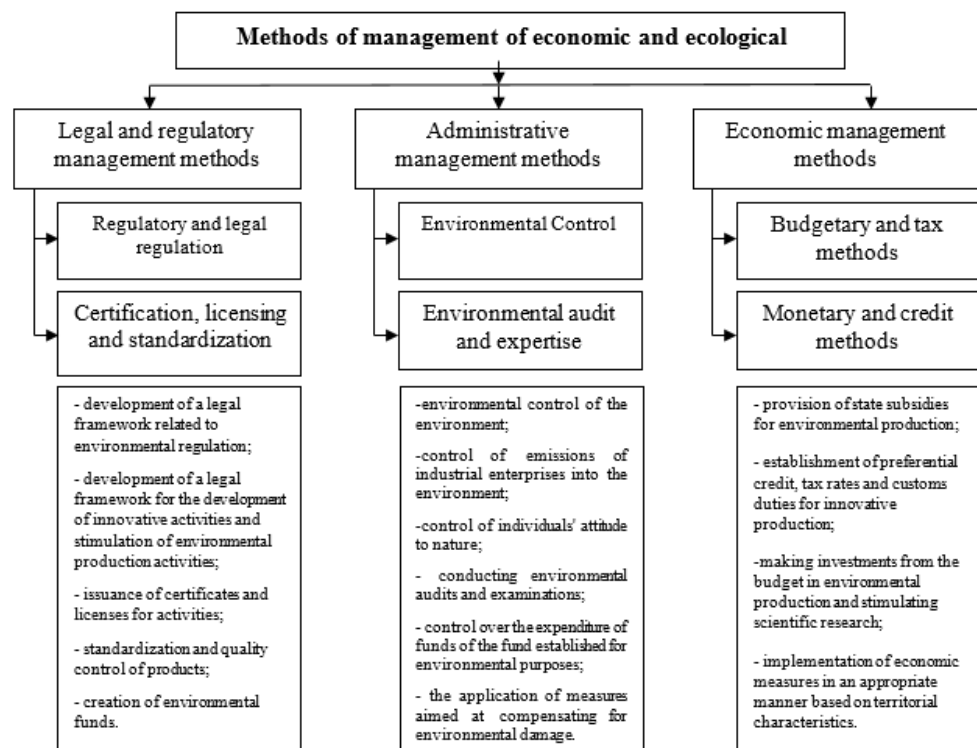 Methods of management of economic and ecological
Legal and regulatory
management methods
Regulatory and legal
regulation
Certification, licensing
and standardization
- development of a legal
framework related to
environmental regulation;
- development of a legal
framework for the development
of innovative activities and
stimulation of environmental
production activities;
- issuance of certificates and
licenses for activities;
- standardization and quality
control of products;
- creation of environmental
funds.
Administrative
management methods
Environmental Control
Environmental audit
and expertise
-environmental control of the
environment;
-control of emissions of
industrial enterprises into the
environment;
-control of individuals' attitude
to nature;
- conducting environmental
audits and examinations;
- control over the expenditure of
funds of the fund established for
environmental purposes;
- the application of measures
aimed at compensating for
environmental damage.
Economic management
methods
Budgetary and tax
methods
Monetary and credit
methods
- provision of state subsidies
for environmental production;
- establishment of preferential
credit, tax rates and customs
duties for innovative
production;
-making investments from the
budget in environmental
production and stimulating
scientific research;
- implementation of economic
measures in an appropriate
manner based on territorial
characteristics.